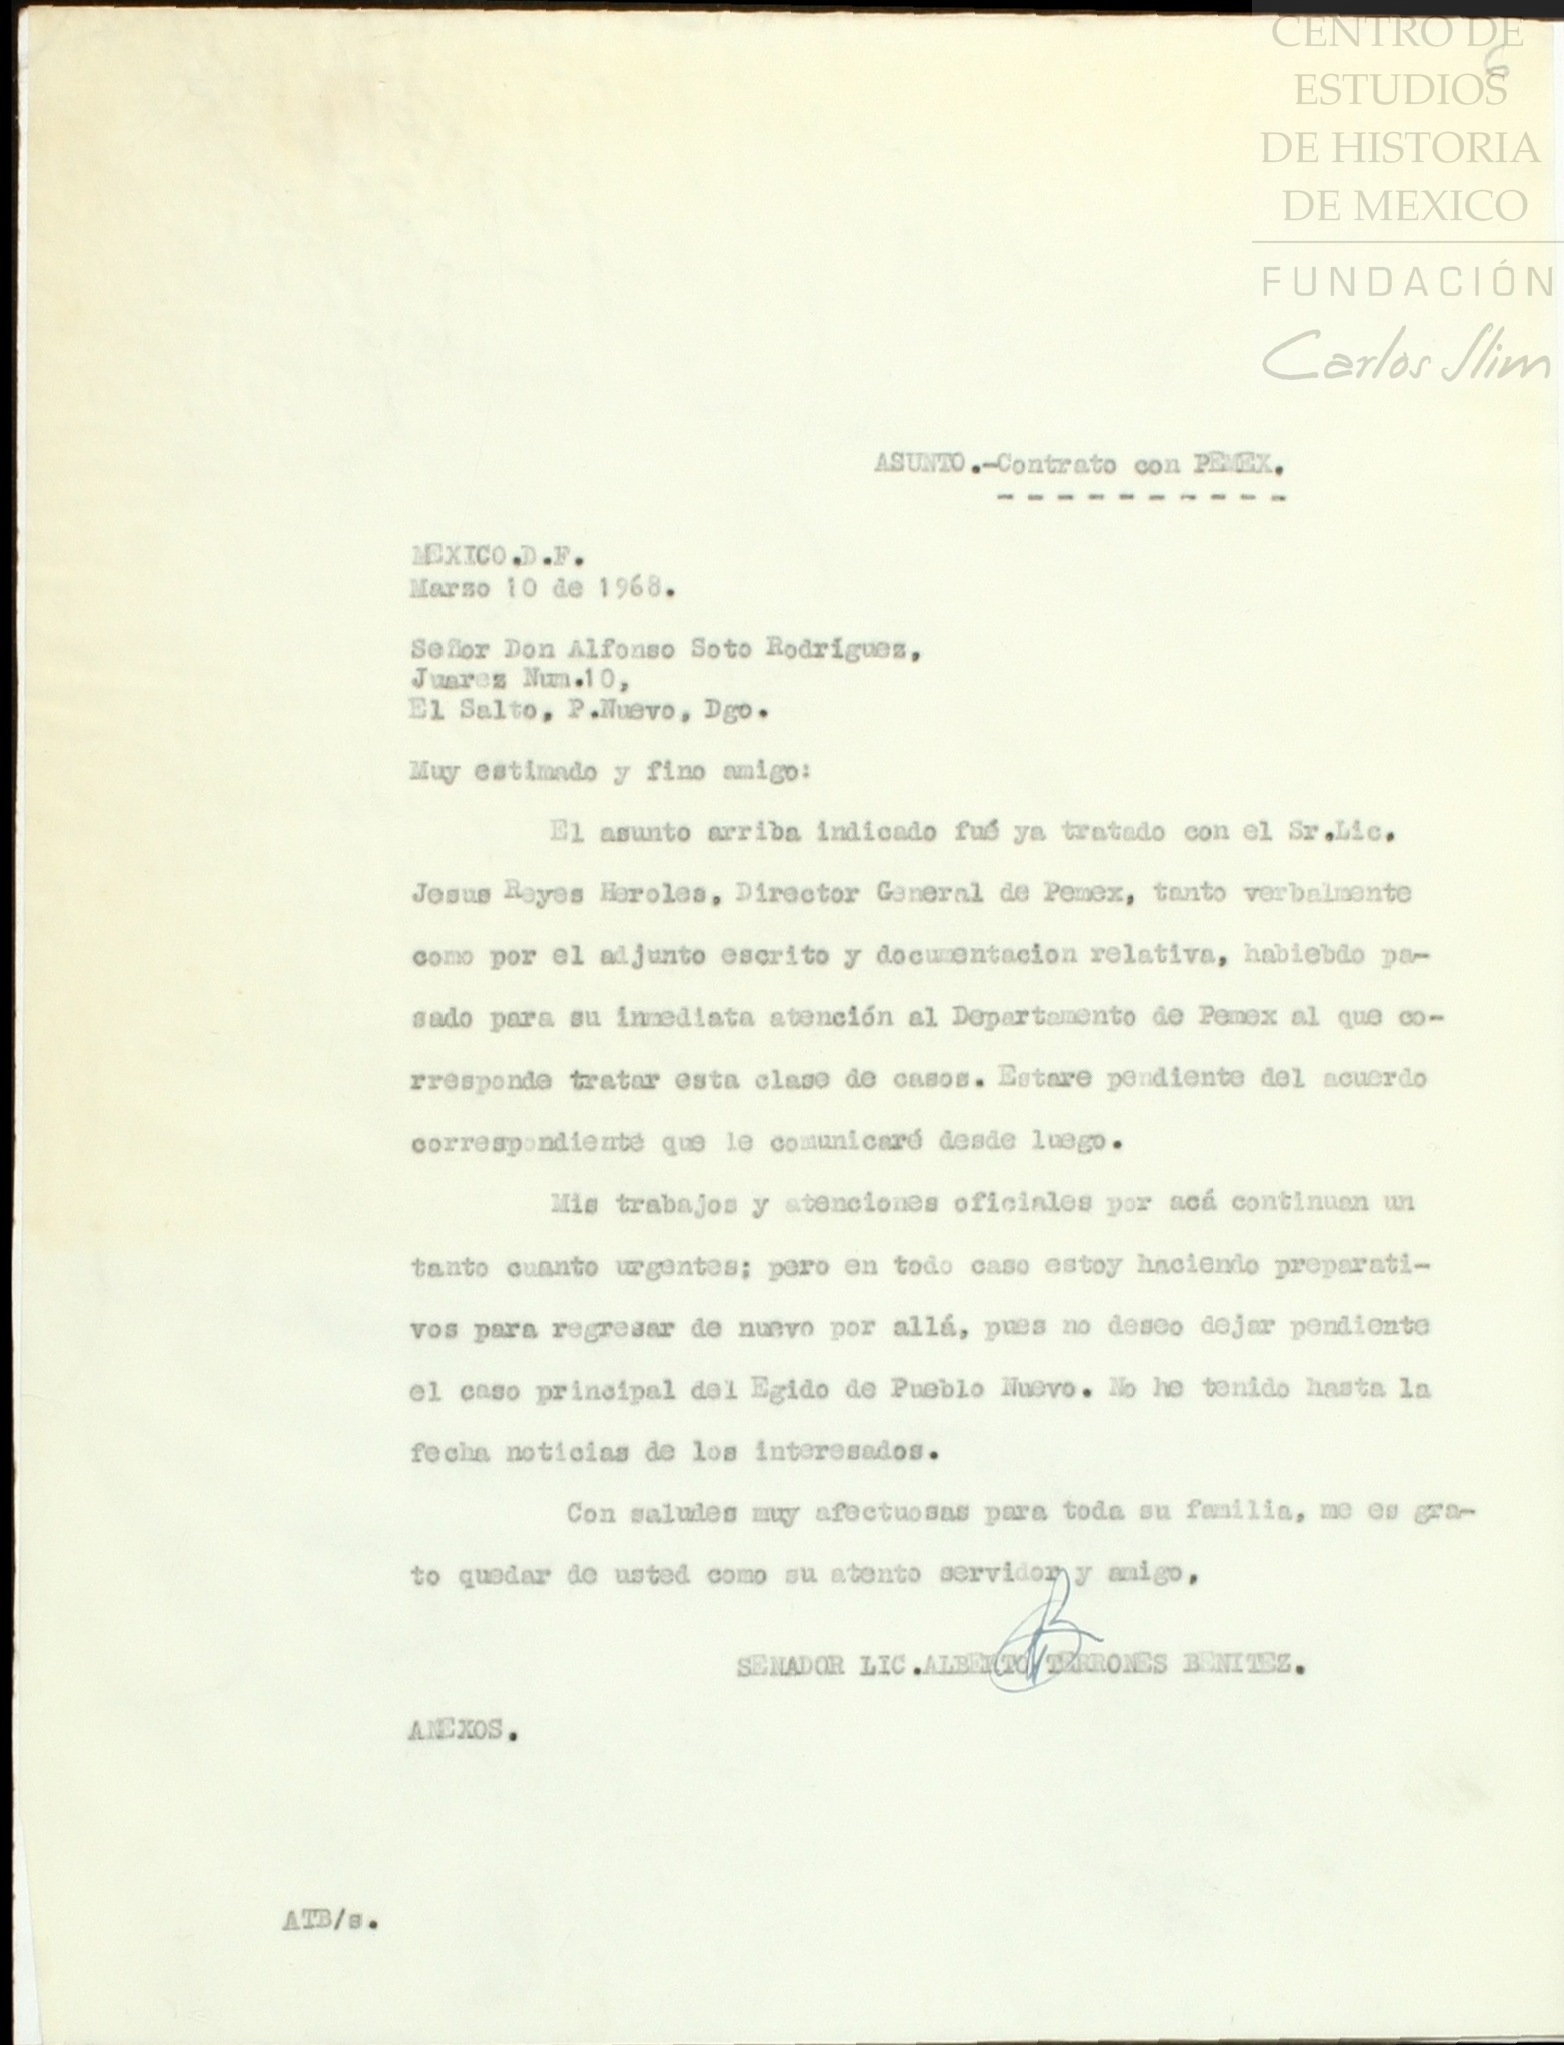 CENTRO DE
ESTUDIOS
DE HISTORIA
DE MEXICO
FUNDACIÓN
Carlos Slim
6
ASUNTO.-Contrato con PEMEX.
MEXICO.D.F.
Marzo 10 de 1968.
Señor Don Alfonso Soto Rodríguez,
Juarez Num.10,
El Salto, P.Nuevo, Dgo.
Muy estimado y fino amigo:
El asunto arriba indicado fué ya tratado con el Sr.Lic.
Jesus Reyes Heroles, Director General de Pemex, tanto verbalmente
como por el adjunto escrito y documentacion relativa, habiebdo pa-
sado para su inmediata atención al Departamento de Pemex al que co-
rresponde tratar esta clase de casos. Estare pendiente del acuerdo
correspondienté que le comunicaré desde luego.
Mis trabajos y atenciones oficiales por acá continuan un
tanto cuanto urgentes; pero en todo caso estoy haciendo preparati-
vos para regresar de nuevo por allá, pues no deseo dejar pendiente
el caso principal del Egido de Pueblo Nuevo. No he tenido hasta la
fecha noticias de los interesados.
Con saludes muy afectuosas para toda su familia, me es gra-
to quedar de usted como su atento servidor y amigo,
SENADOR LIC.ALBERTO TERRONES BENITEZ.
ANEXOS.
ATB/s.